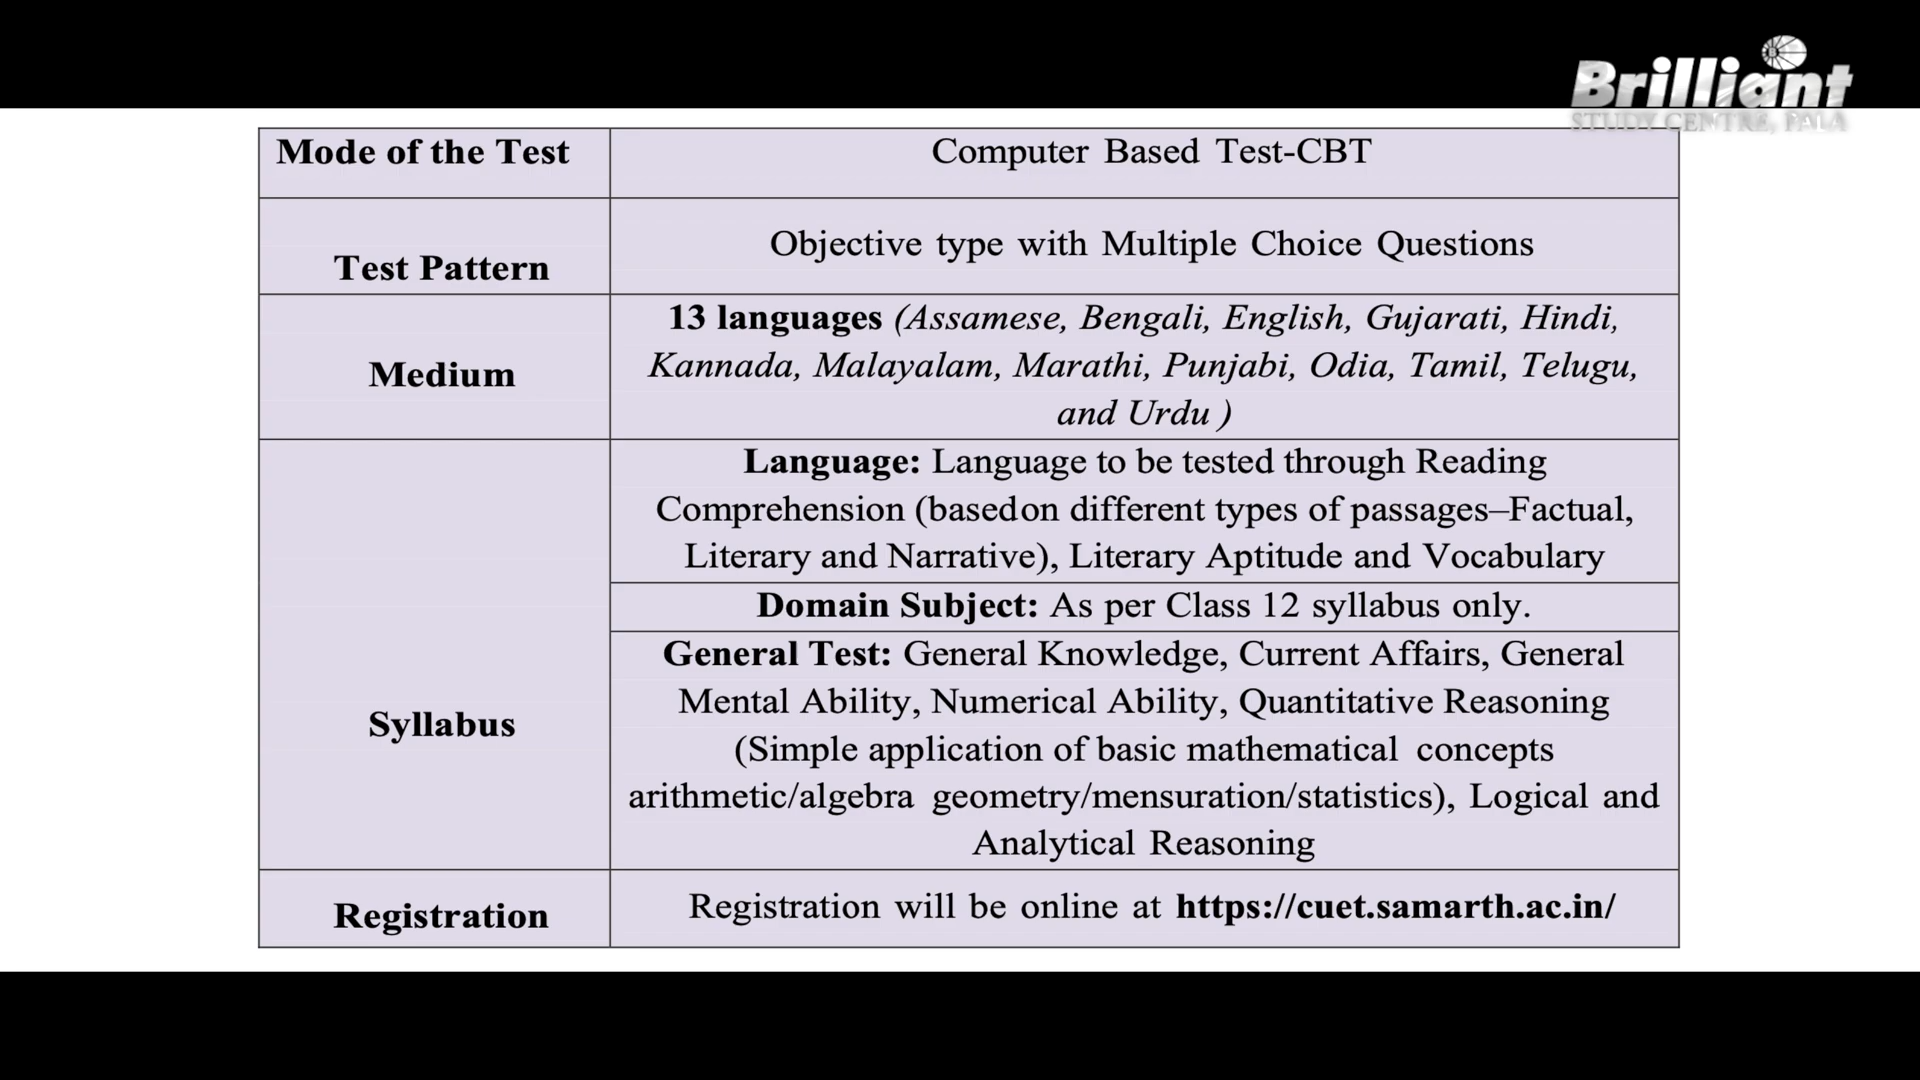 Brilliant
STUDY CENTRE, PALA
Mode of the Test
Computer Based Test-CBT
Test Pattern
Objective type with Multiple Choice Questions
Medium
13 languages (Assamese, Bengali, English, Gujarati, Hindi,
Kannada, Malayalam, Marathi, Punjabi, Odia, Tamil, Telugu,
and Urdu )
Syllabus
Language: Language to be tested through Reading
Comprehension (basedon different types of passages–Factual,
Literary and Narrative), Literary Aptitude and Vocabulary
Domain Subject: As per Class 12 syllabus only.
General Test: General Knowledge, Current Affairs, General
Mental Ability, Numerical Ability, Quantitative Reasoning
(Simple application of basic mathematical concepts
arithmetic/algebra geometry/mensuration/statistics), Logical and
Analytical Reasoning
Registration
Registration will be online at https://cuet.samarth.ac.in/